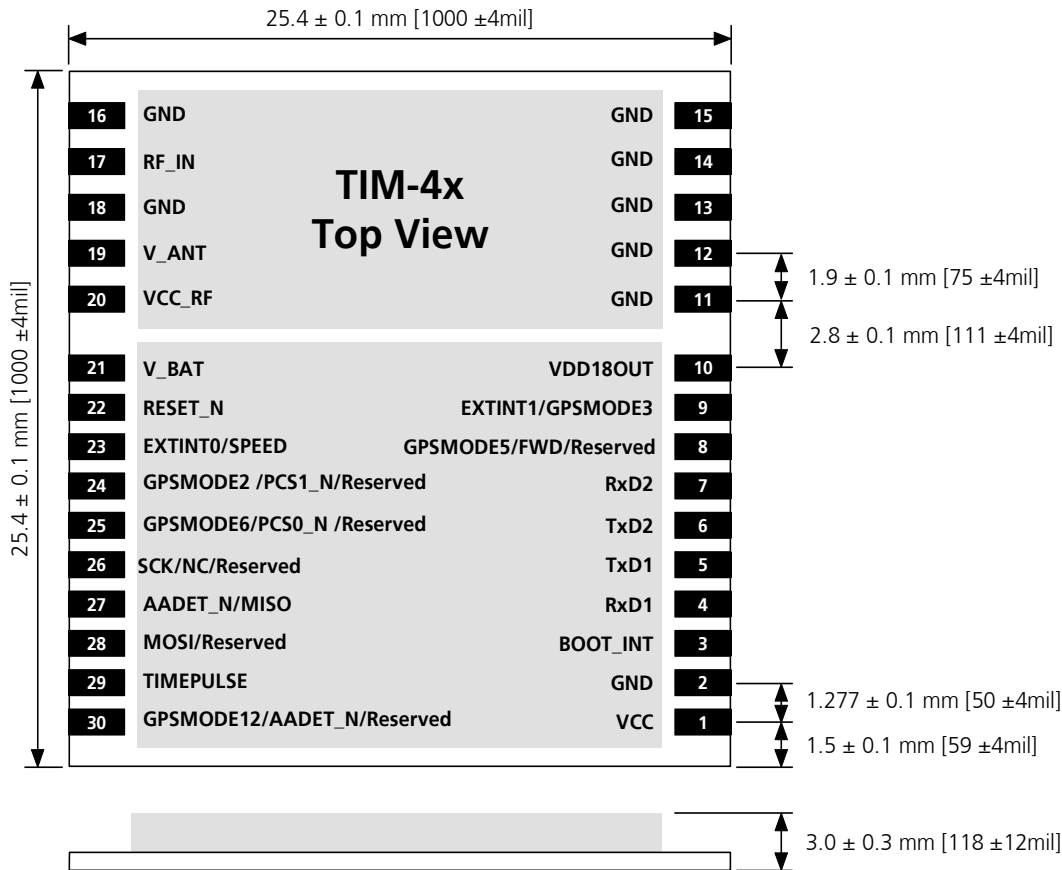 25.4 ± 0.1 mm [1000 ±4mil]
25.4 ± 0.1 mm [1000 ±4mil]
TIM-4x
Top View
16 GND GND 15
17 RF_IN GND 14
18 GND GND 13
19 V_ANT GND 12
20 VCC_RF GND 11
1.9 ± 0.1 mm [75 ±4mil]
2.8 ± 0.1 mm [111 ±4mil]
21 V_BAT VDD18OUT 10
22 RESET_N EXTINT1/GPSMODE3 9
23 EXTINT0/SPEED GPSMODE5/FWD/Reserved 8
24 GPSMODE2 /PCS1_N/Reserved RxD2 7
25 GPSMODE6/PCS0_N /Reserved TxD2 6
26 SCK/NC/Reserved TxD1 5
27 AADET_N/MISO RxD1 4
28 MOSI/Reserved BOOT_INT 3
29 TIMEPULSE GND 2
30 GPSMODE12/AADET_N/Reserved VCC 1
1.277 ± 0.1 mm [50 ±4mil]
1.5 ± 0.1 mm [59 ±4mil]
3.0 ± 0.3 mm [118 ±12mil]